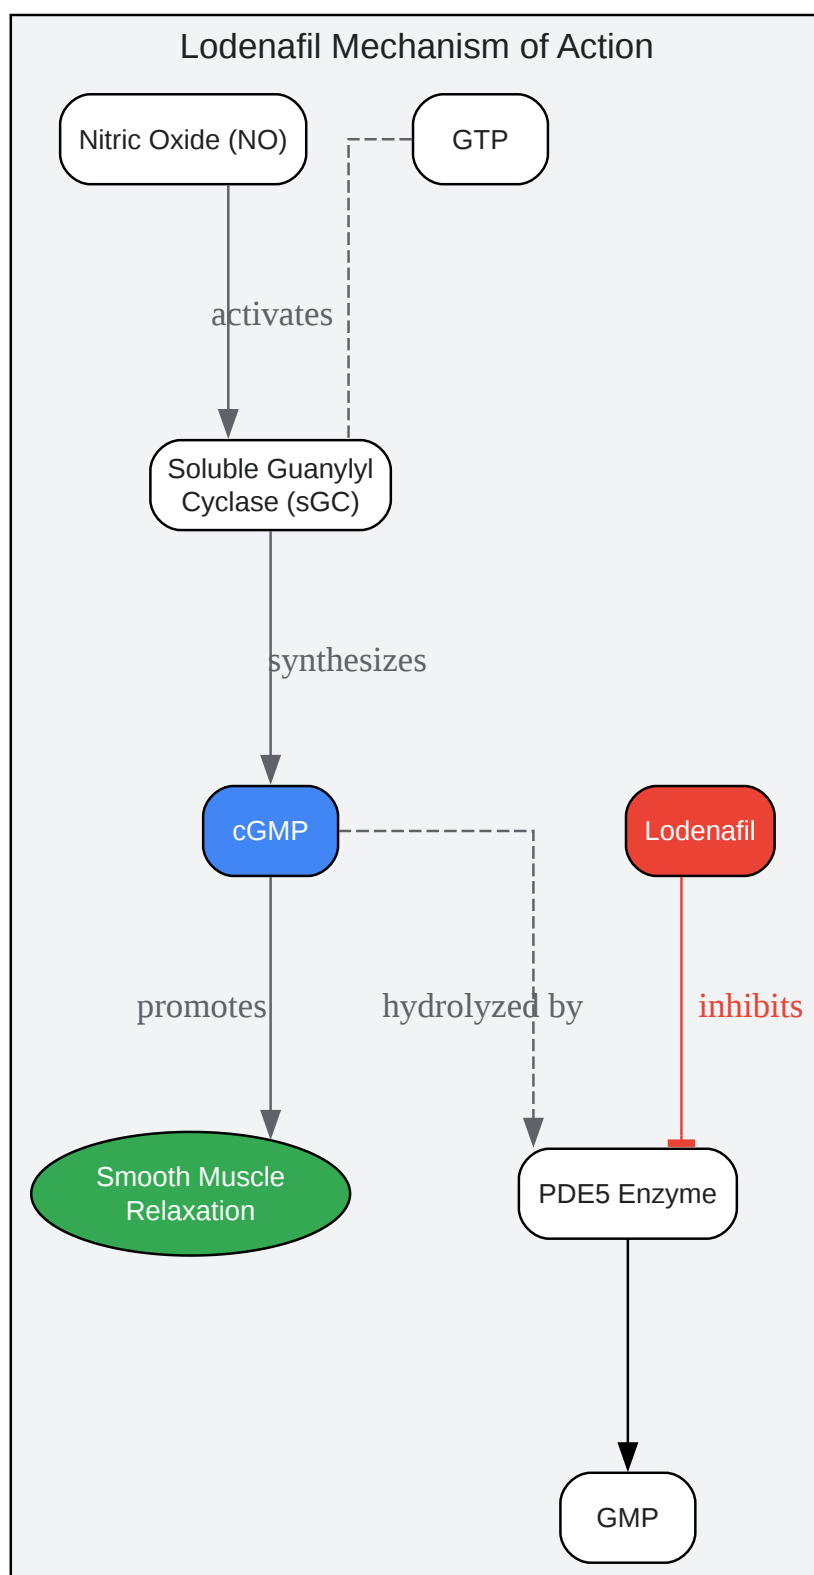 Lodenafil Mechanism of Action
Nitric Oxide (NO)
GTP
activates
Soluble Guanylyl
Cyclase (sGC)
synthesizes
cGMP
Lodenafil
promotes
hydrolyzed by
inhibits
Smooth Muscle
Relaxation
PDE5 Enzyme
GMP